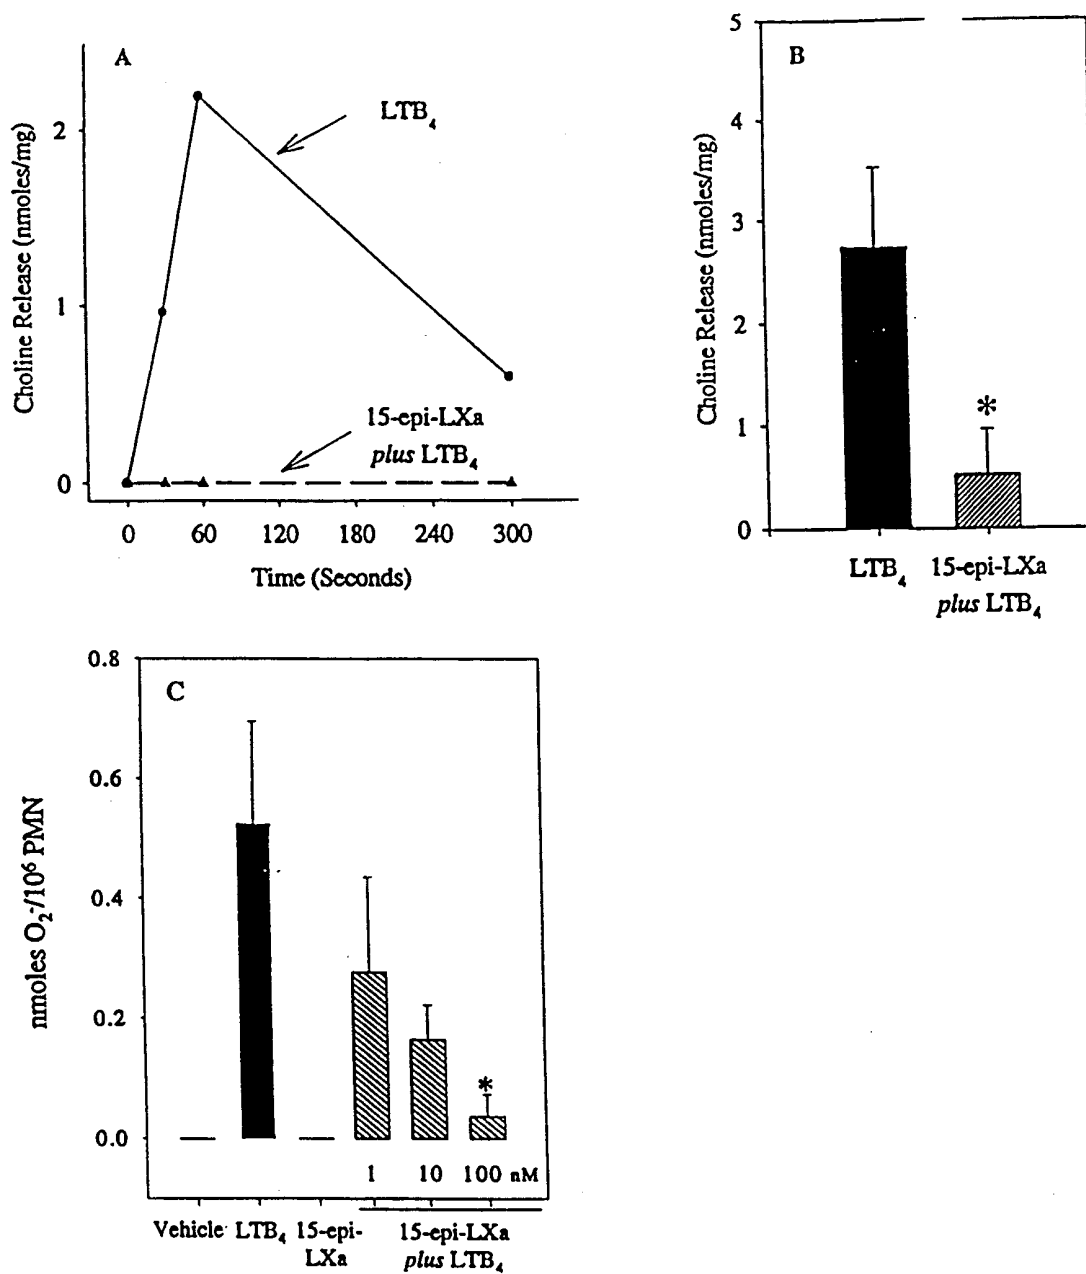 A
LTB₄
2
1
0
Choline Release (nmoles/mg)
15-epi-LXa
plus LTB₄
0 60 120 180 240 300
Time (Seconds)
B
5
4
3
2
1
0
Choline Release (nmoles/mg)
*
LTB₄ 15-epi-LXa
plus LTB₄
C
0.8
0.6
0.4
0.2
0.0
nmoles O₂⁻/10⁶ PMN
*
1 10 100 nM
Vehicle LTB₄ 15-epi- 15-epi-LXa
LXa plus LTB₄